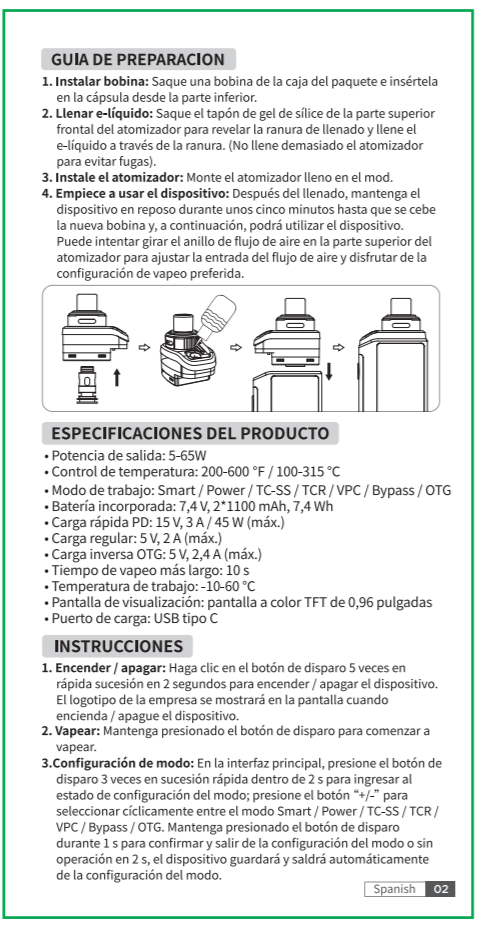 GUIA DE PREPARACION
1. Instalar bobina: Saque una bobina de la caja del paquete e insértela
en la cápsula desde la parte inferior.
2. Llenar e-líquido: Saque el tapón de gel de sílice de la parte superior
frontal del atomizador para revelar la ranura de llenado y llene el
e-líquido a través de la ranura. (No llene demasiado el atomizador
para evitar fugas).
3. Instale el atomizador: Monte el atomizador lleno en el mod.
4. Empiece a usar el dispositivo: Después del llenado, mantenga el
dispositivo en reposo durante unos cinco minutos hasta que se cebe
la nueva bobina y, a continuación, podrá utilizar el dispositivo.
Puede intentar girar el anillo de flujo de aire en la parte superior del
atomizador para ajustar la entrada del flujo de aire y disfrutar de la
configuración de vapeo preferida.
ESPECIFICACIONES DEL PRODUCTO
• Potencia de salida: 5-65W
• Control de temperatura: 200-600 °F / 100-315 °C
• Modo de trabajo: Smart / Power / TC-SS / TCR / VPC / Bypass / OTG
• Batería incorporada: 7,4 V, 2*1100 mAh, 7,4 Wh
• Carga rápida PD: 15 V, 3 A / 45 W (máx.)
• Carga regular: 5 V, 2 A (máx.)
• Carga inversa OTG: 5 V, 2,4 A (máx.)
• Tiempo de vapeo más largo: 10 s
• Temperatura de trabajo: -10-60 °C
• Pantalla de visualización: pantalla a color TFT de 0,96 pulgadas
• Puerto de carga: USB tipo C
INSTRUCCIONES
1. Encender / apagar: Haga clic en el botón de disparo 5 veces en
rápida sucesión en 2 segundos para encender / apagar el dispositivo.
El logotipo de la empresa se mostrará en la pantalla cuando
encienda / apague el dispositivo.
2. Vapear: Mantenga presionado el botón de disparo para comenzar a
vapear.
3.Configuración de modo: En la interfaz principal, presione el botón de
disparo 3 veces en sucesión rápida dentro de 2 s para ingresar al
estado de configuración del modo; presione el botón “+/-” para
seleccionar cíclicamente entre el modo Smart / Power / TC-SS / TCR /
VPC / Bypass / OTG. Mantenga presionado el botón de disparo
durante 1 s para confirmar y salir de la configuración del modo o sin
operación en 2 s, el dispositivo guardará y saldrá automáticamente
de la configuración del modo.
Spanish 02